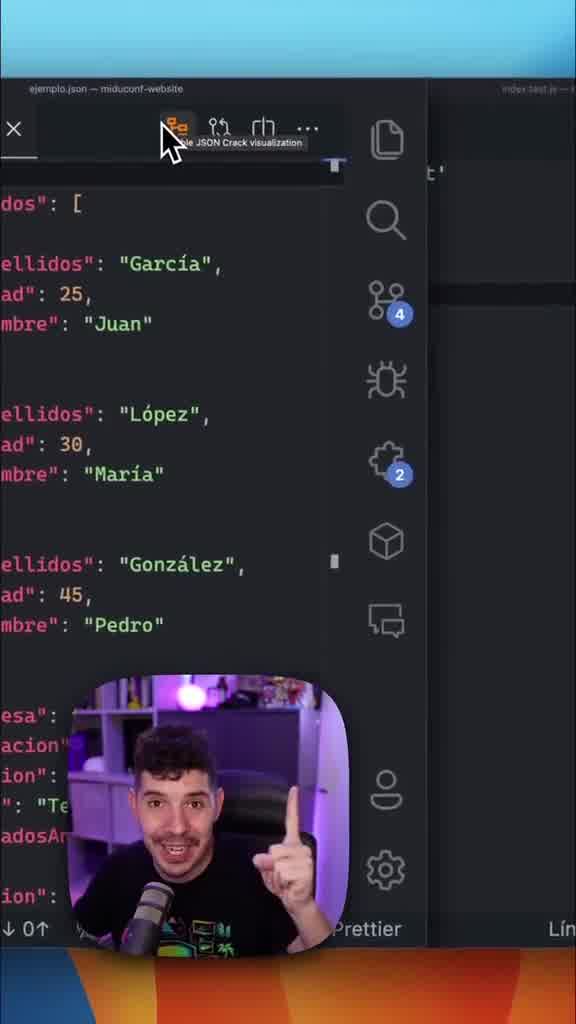 ejemplo.json — miduconf-website
index.test.js —
ble JSON Crack visualization
t'
dos": [
ellidos": "García",
ad": 25,
mbre": "Juan"
4
ellidos": "López",
ad": 30,
mbre": "María"
2
ellidos": "González",
ad": 45,
mbre": "Pedro"
esa":
acion"
ion":
": "Te
adosAn
ion":
↓ 0↑
Prettier
Lín